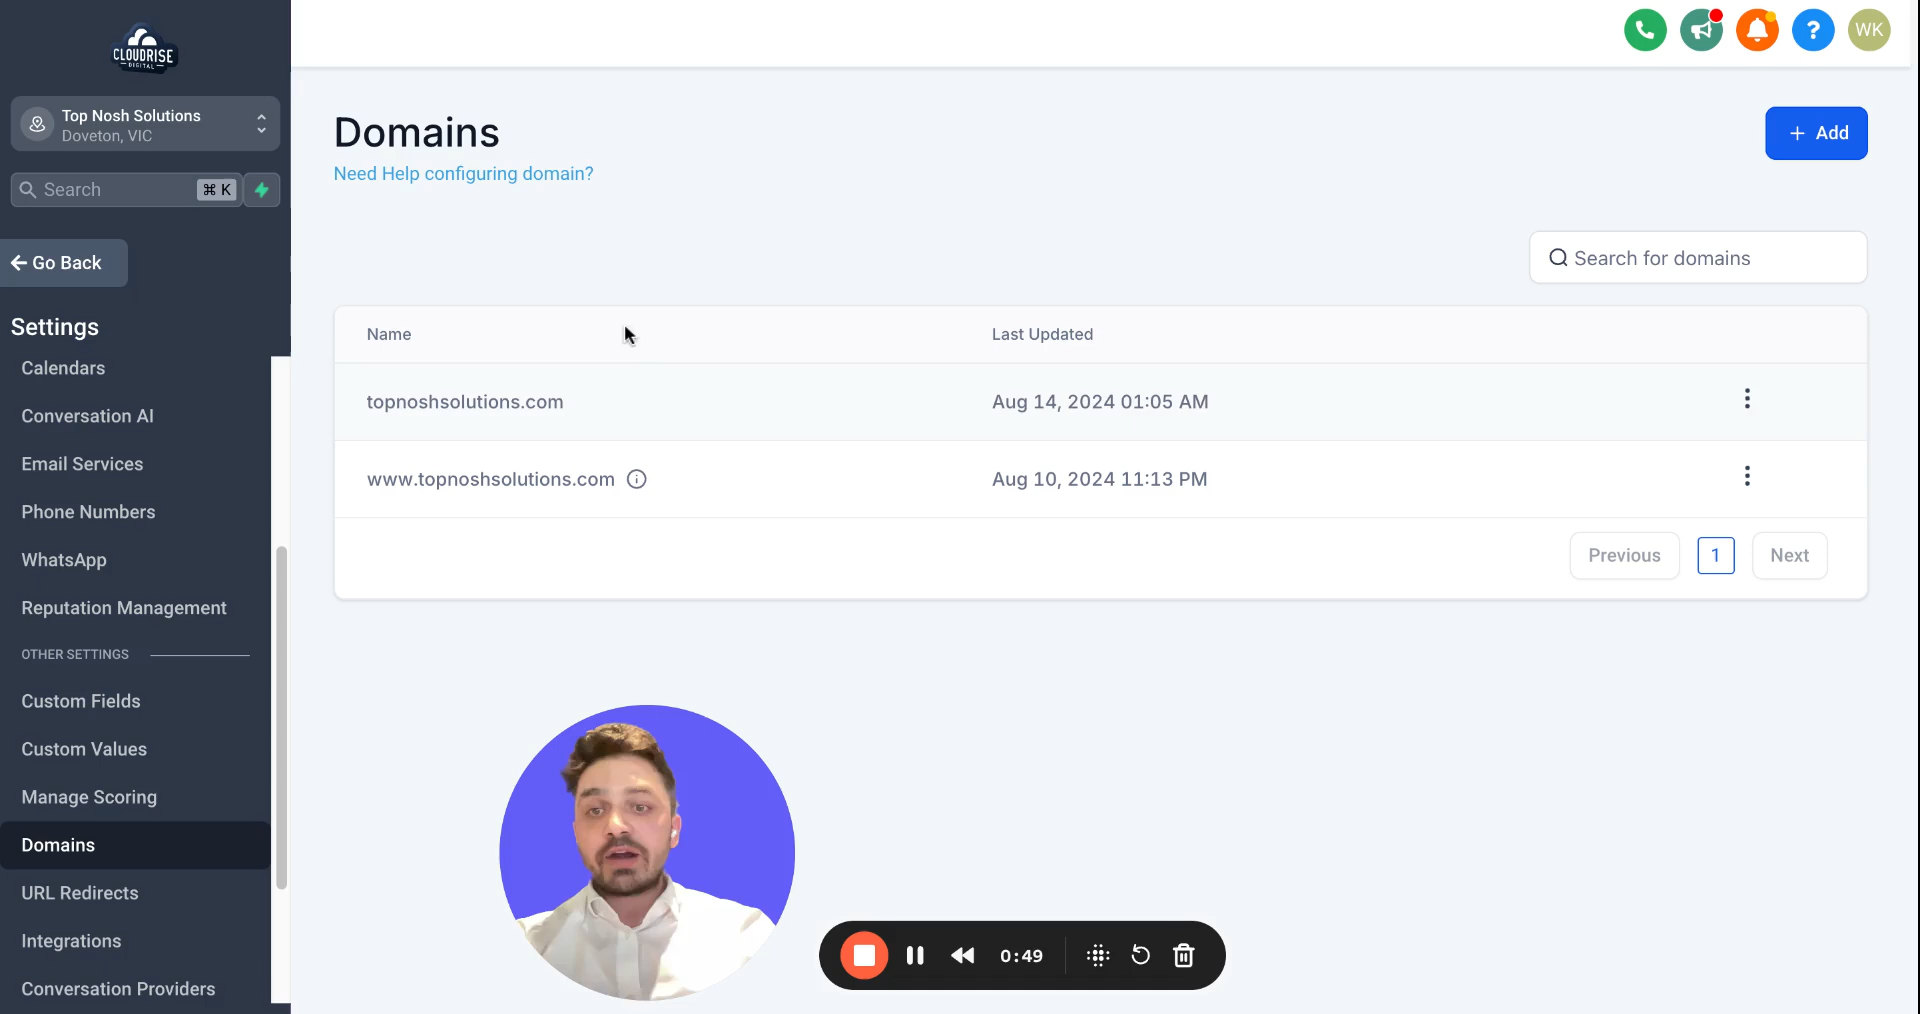 CLOUDRISE
DIGITAL
Top Nosh Solutions
Doveton, VIC
Search ⌘ K
Go Back
Settings
Calendars
Conversation AI
Email Services
Phone Numbers
WhatsApp
Reputation Management
OTHER SETTINGS
Custom Fields
Custom Values
Manage Scoring
Domains
URL Redirects
Integrations
Conversation Providers
? WK
Domains
+ Add
Need Help configuring domain?
Search for domains
Name Last Updated
topnoshsolutions.com Aug 14, 2024 01:05 AM
www.topnoshsolutions.com Aug 10, 2024 11:13 PM
Previous 1 Next
0:49